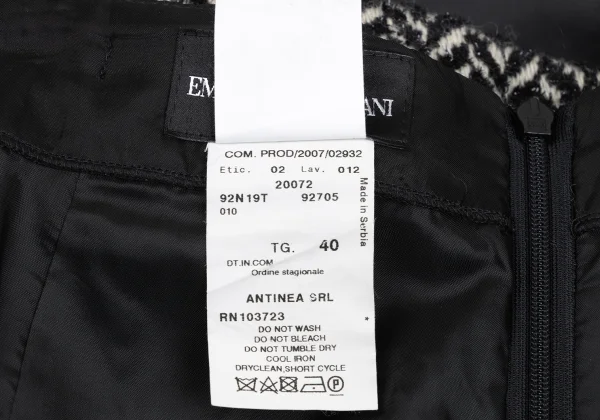 EM ANI
COM. PROD/2007/02932
Etic. 02 Lav. 012
20072
92N19T 92705
010
Made in Serbia
TG. 40
DT.IN.COM
Ordine stagionale
ANTINEA SRL
RN103723
DO NOT WASH
DO NOT BLEACH
DO NOT TUMBLE DRY
COOL IRON
DRYCLEAN,SHORT CYCLE
P